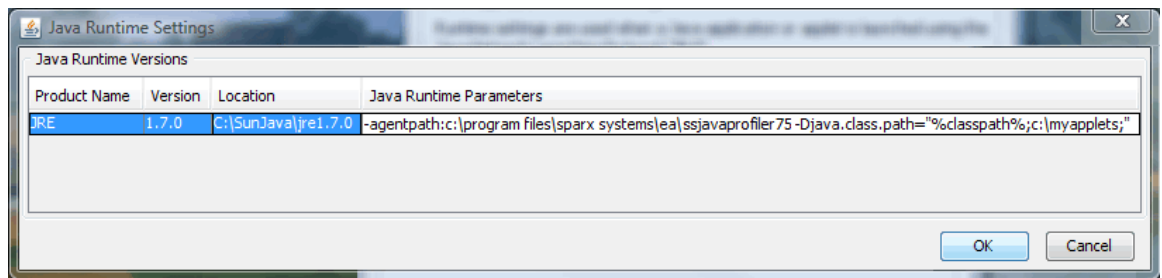 Java Runtime Settings
Java Runtime Versions
Product Name Version Location Java Runtime Parameters
JRE 1.7.0 C:\SunJava\jre1.7.0 -agentpath:c:\program files\sparx systems\ea\ssjavaprofiler75 -Djava.class.path="%classpath%;c:\myapplets;"
OK Cancel